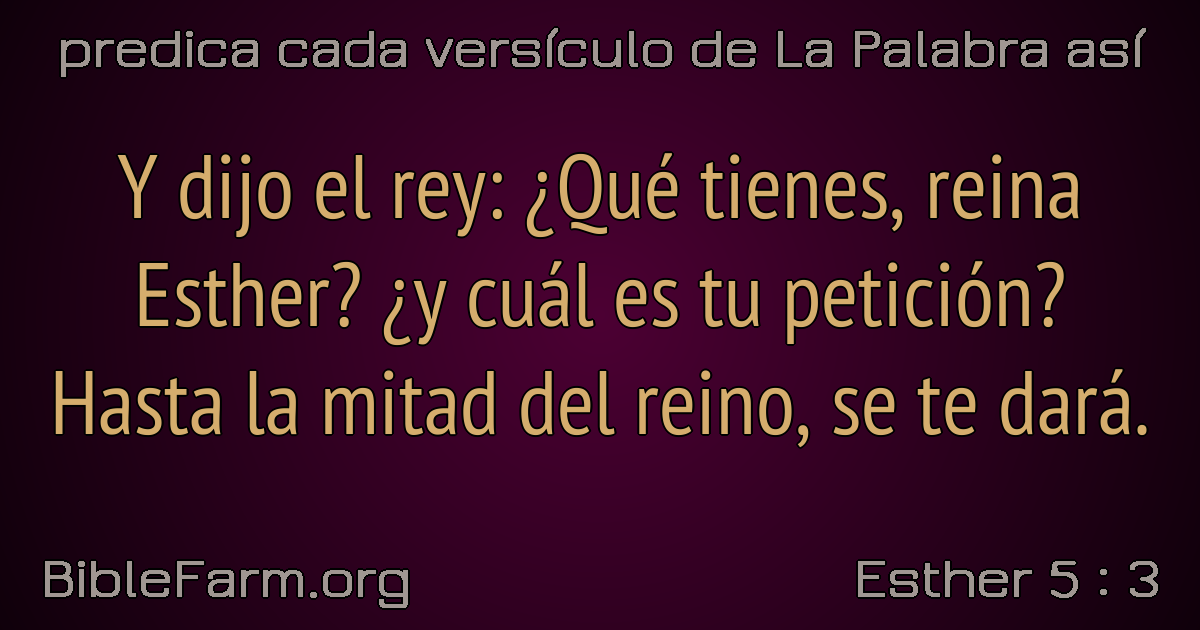 predica cada versículo de La Palabra así
Y dijo el rey: ¿Qué tienes, reina
Esther? ¿y cuál es tu petición?
Hasta la mitad del reino, se te dará.
BibleFarm.org
Esther 5 : 3